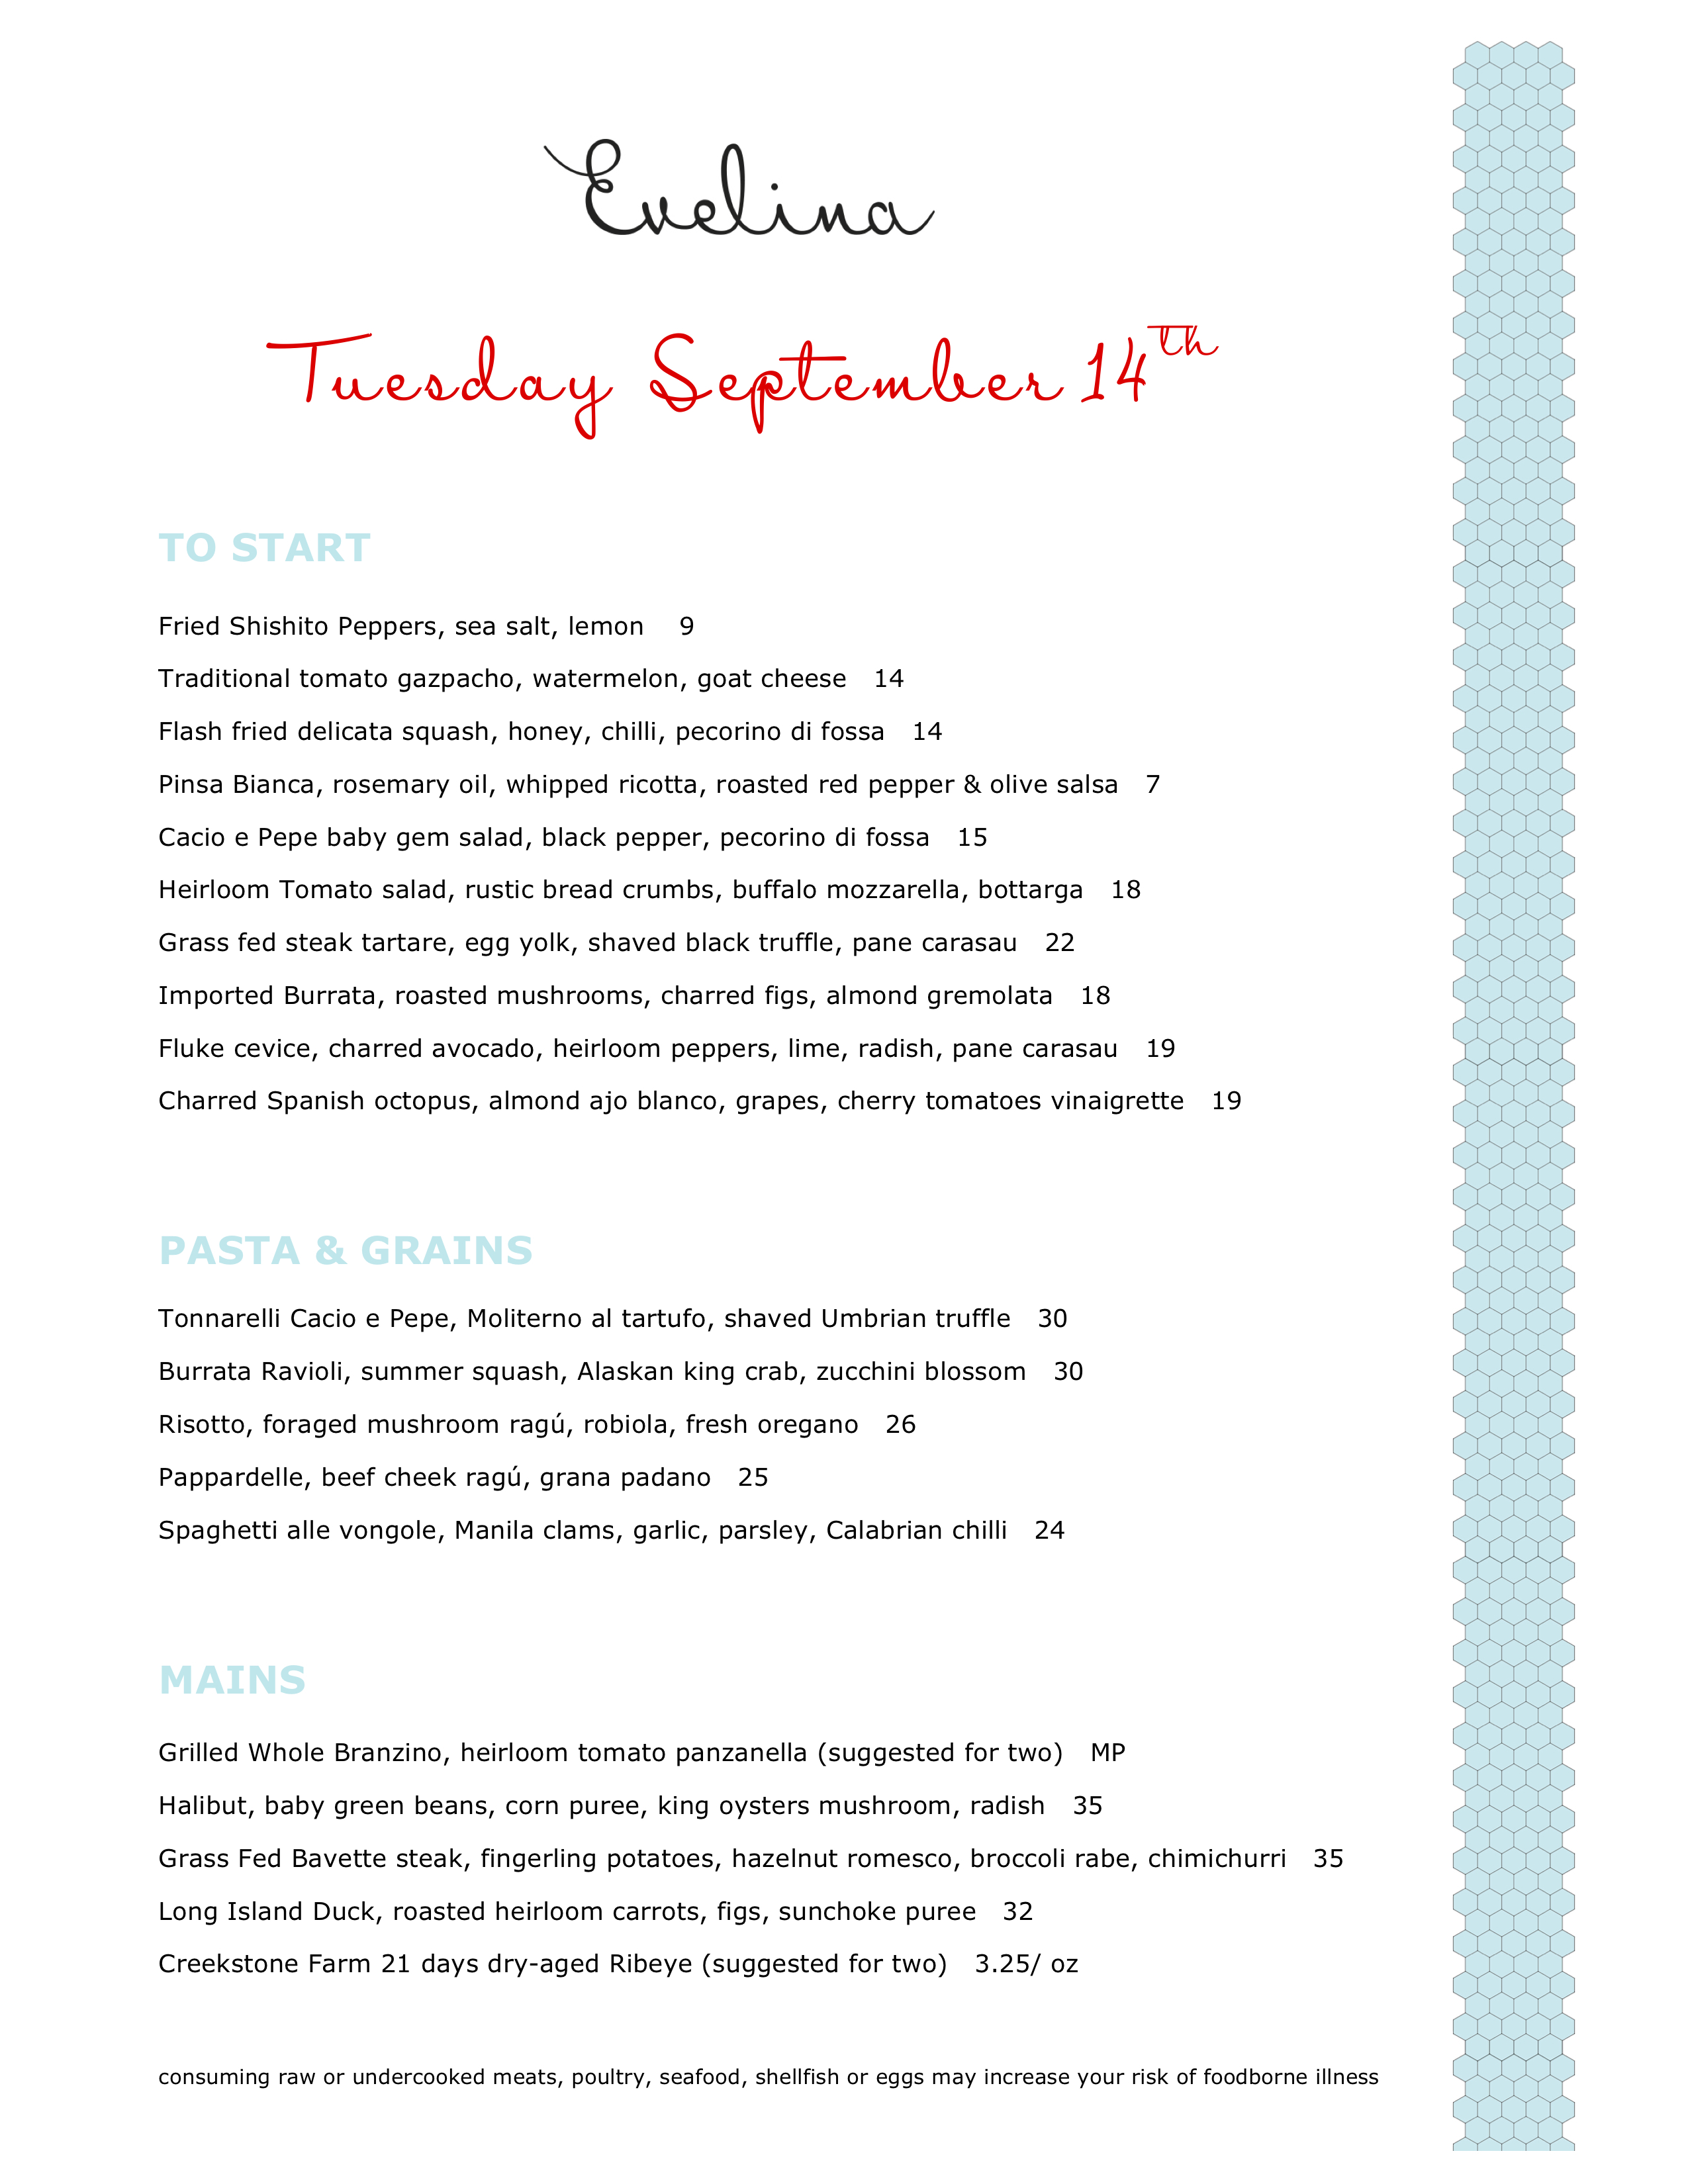 Evelina
Tuesday September 14th
TO START
Fried Shishito Peppers, sea salt, lemon 9
Traditional tomato gazpacho, watermelon, goat cheese 14
Flash fried delicata squash, honey, chilli, pecorino di fossa 14
Pinsa Bianca, rosemary oil, whipped ricotta, roasted red pepper & olive salsa 7
Cacio e Pepe baby gem salad, black pepper, pecorino di fossa 15
Heirloom Tomato salad, rustic bread crumbs, buffalo mozzarella, bottarga 18
Grass fed steak tartare, egg yolk, shaved black truffle, pane carasau 22
Imported Burrata, roasted mushrooms, charred figs, almond gremolata 18
Fluke cevice, charred avocado, heirloom peppers, lime, radish, pane carasau 19
Charred Spanish octopus, almond ajo blanco, grapes, cherry tomatoes vinaigrette 19
PASTA & GRAINS
Tonnarelli Cacio e Pepe, Moliterno al tartufo, shaved Umbrian truffle 30
Burrata Ravioli, summer squash, Alaskan king crab, zucchini blossom 30
Risotto, foraged mushroom ragú, robiola, fresh oregano 26
Pappardelle, beef cheek ragú, grana padano 25
Spaghetti alle vongole, Manila clams, garlic, parsley, Calabrian chilli 24
MAINS
Grilled Whole Branzino, heirloom tomato panzanella (suggested for two) MP
Halibut, baby green beans, corn puree, king oysters mushroom, radish 35
Grass Fed Bavette steak, fingerling potatoes, hazelnut romesco, broccoli rabe, chimichurri 35
Long Island Duck, roasted heirloom carrots, figs, sunchoke puree 32
Creekstone Farm 21 days dry-aged Ribeye (suggested for two) 3.25/ oz
consuming raw or undercooked meats, poultry, seafood, shellfish or eggs may increase your risk of foodborne illness